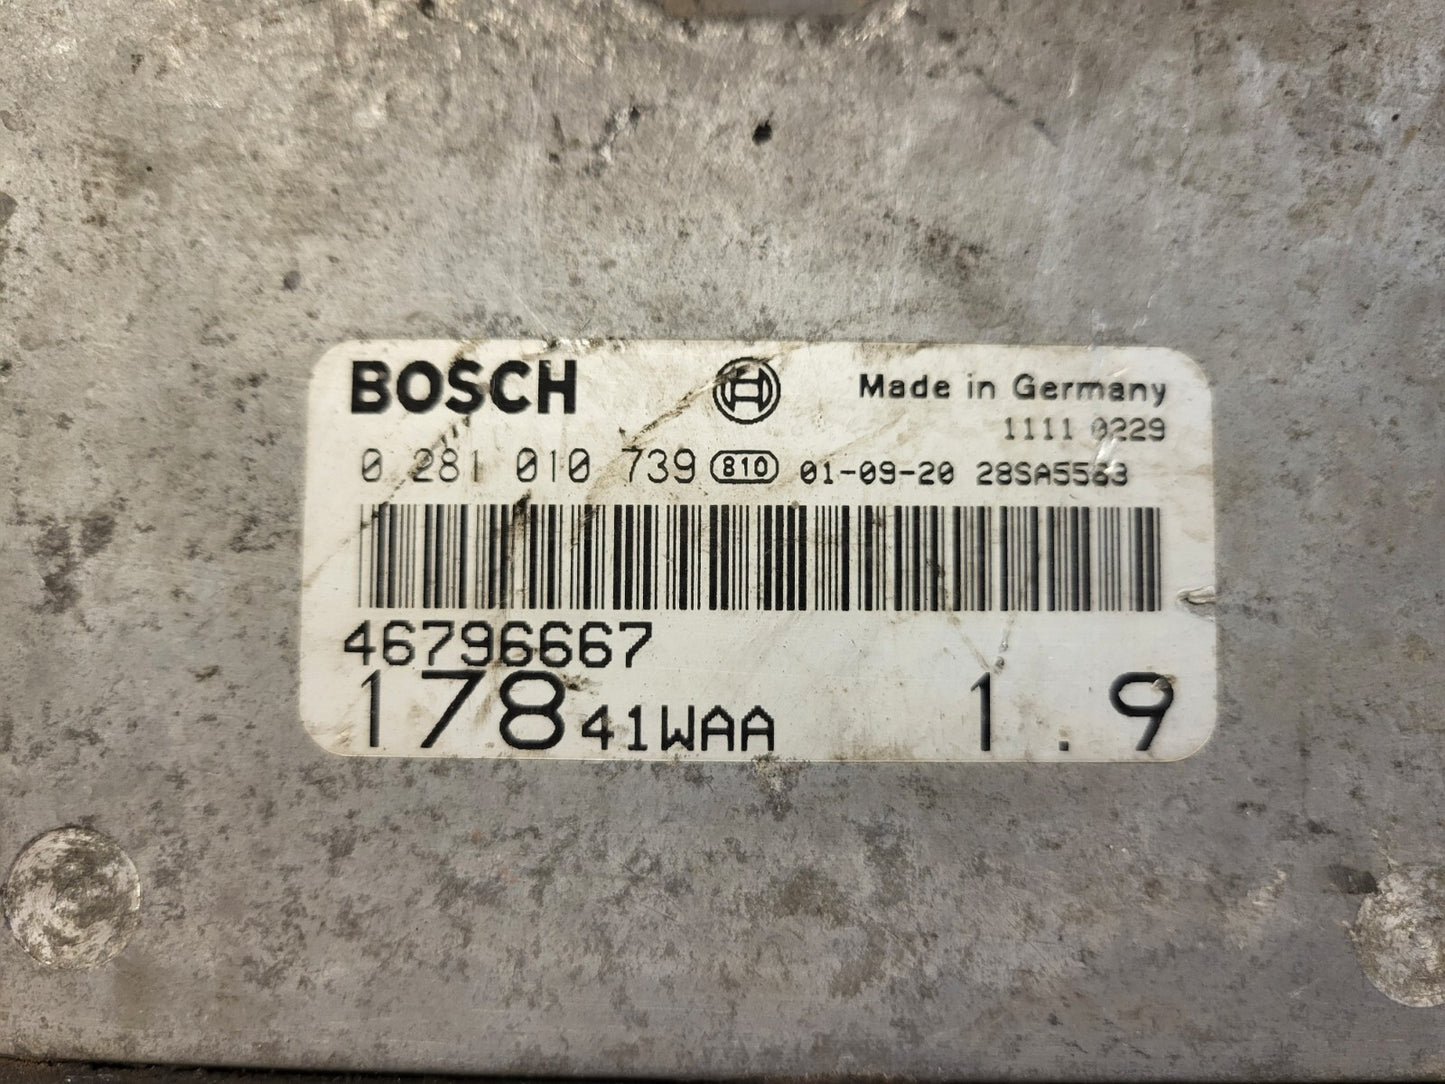 BOSCH
Made in Germany
1111 0229
0 281 010 739 810 01-09-20 28SA5563
46796667
178 41WAA 1.9